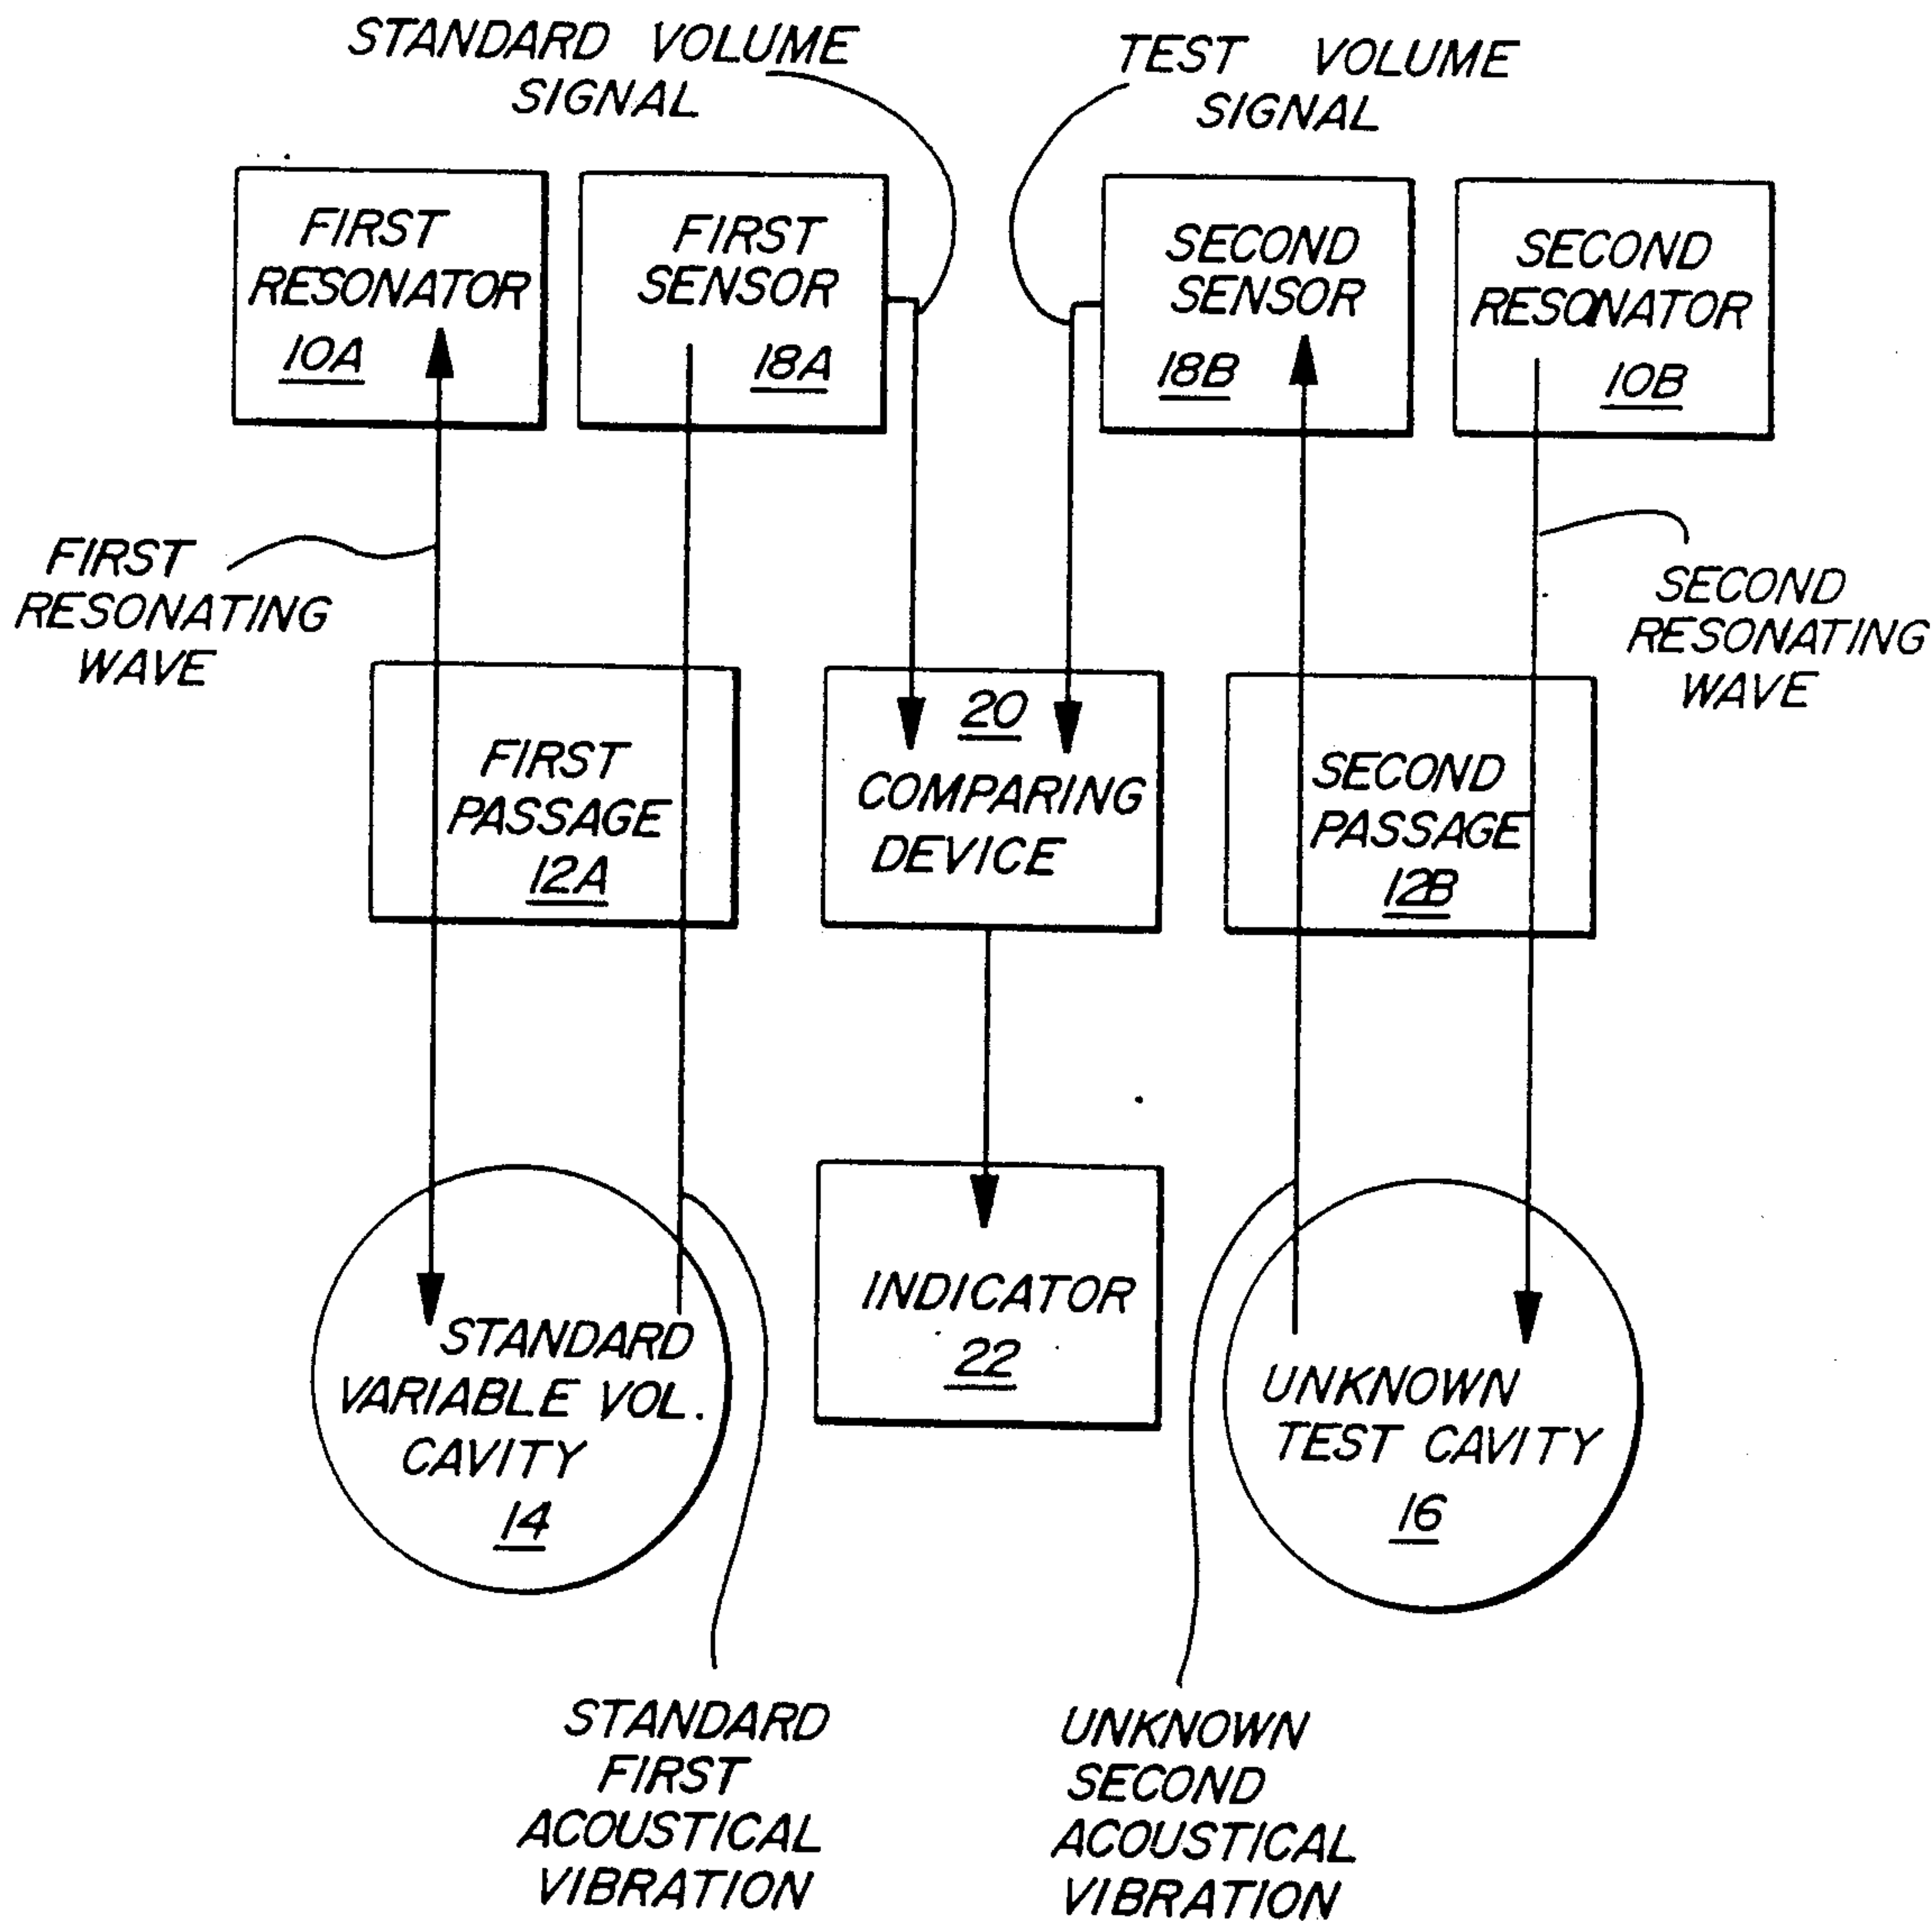 STANDARD VOLUME
SIGNAL
TEST VOLUME
SIGNAL
FIRST
RESONATOR
10A
FIRST
SENSOR
18A
SECOND
SENSOR
18B
SECOND
RESONATOR
10B
FIRST
RESONATING
WAVE
SECOND
RESONATING
WAVE
FIRST
PASSAGE
12A
20
COMPARING
DEVICE
SECOND
PASSAGE
12B
STANDARD
VARIABLE VOL.
CAVITY
14
INDICATOR
22
UNKNOWN
TEST CAVITY
16
STANDARD
FIRST
ACOUSTICAL
VIBRATION
UNKNOWN
SECOND
ACOUSTICAL
VIBRATION